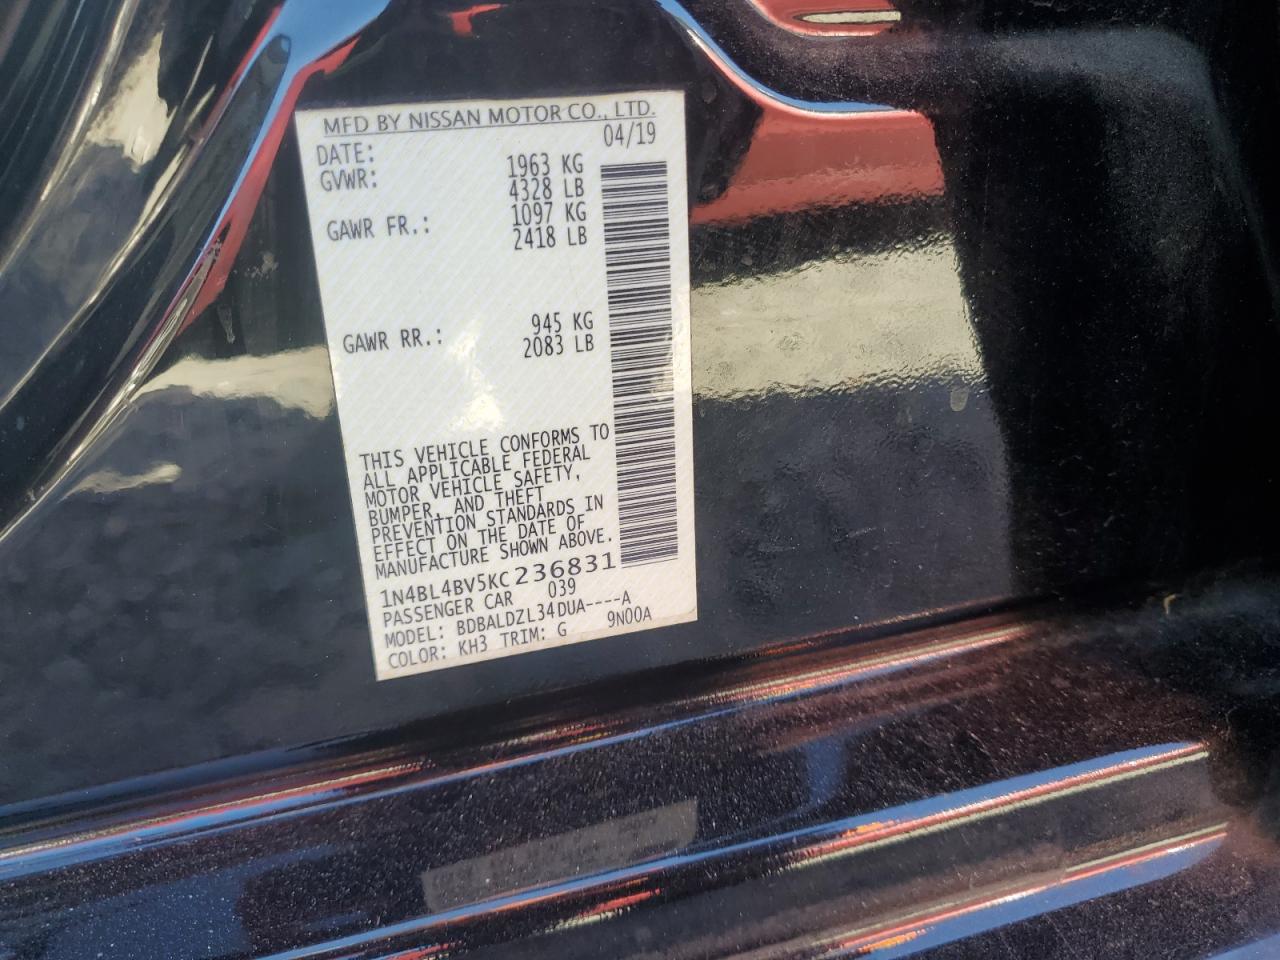 MFD BY NISSAN MOTOR CO., LTD.
DATE: 04/19
GVWR: 1963 KG
4328 LB
GAWR FR.: 1097 KG
2418 LB
GAWR RR.: 945 KG
2083 LB
THIS VEHICLE CONFORMS TO
ALL APPLICABLE FEDERAL
MOTOR VEHICLE SAFETY,
BUMPER, AND THEFT
PREVENTION STANDARDS IN
EFFECT ON THE DATE OF
MANUFACTURE SHOWN ABOVE.
1N4BL4BV5KC236831
PASSENGER CAR 039
MODEL: BDBALDZL34DUA----A
COLOR: KH3 TRIM: G 9N00A